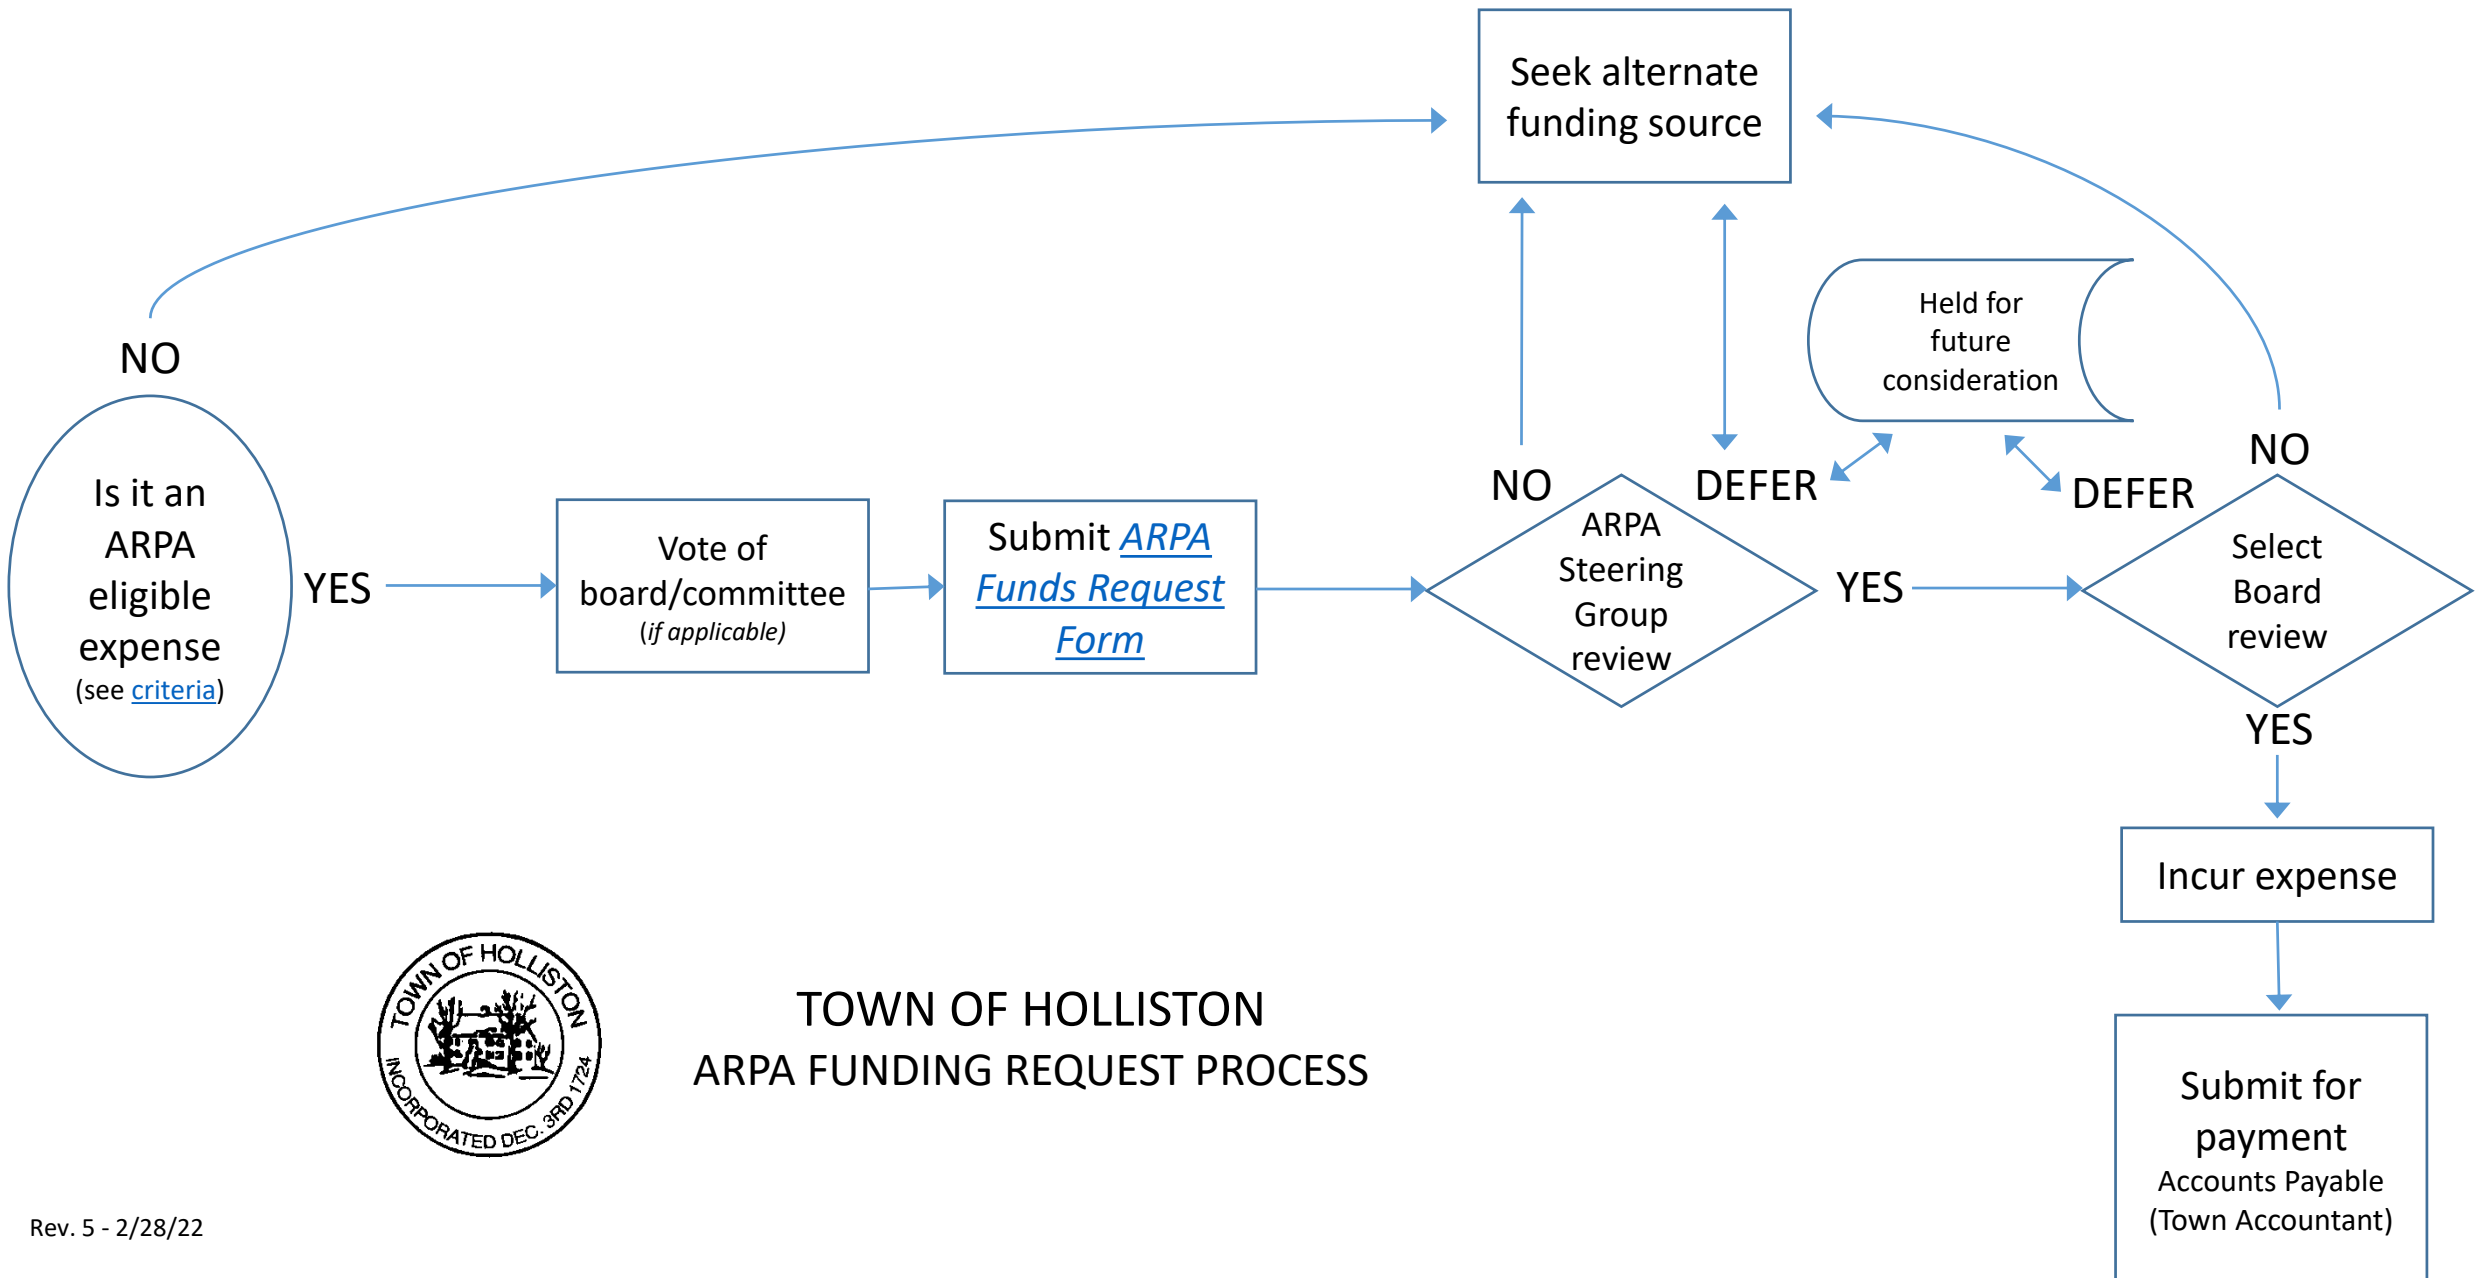 Seek alternate
funding source
Held for
future
consideration
NO
Is it an
ARPA
eligible
expense
(see criteria)
YES
Vote of
board/committee
(if applicable)
Submit ARPA
Funds Request
Form
NO
DEFER
ARPA
Steering
Group
review
YES
DEFER
NO
Select
Board
review
YES
Incur expense
Submit for
payment
Accounts Payable
(Town Accountant)
TOWN OF HOLLISTON
INCORPORATED DEC. 3RD 1724
TOWN OF HOLLISTON
ARPA FUNDING REQUEST PROCESS
Rev. 5 - 2/28/22